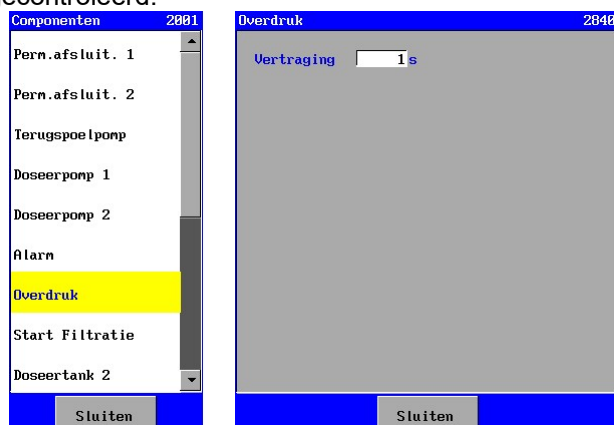 Componenten 2001
Perm.afsluit. 1
Perm.afsluit. 2
Terugspoelpomp
Doseerpomp 1
Doseerpomp 2
Alarm
Overdruk
Start Filtratie
Doseertank 2
Sluiten
Overdruk 2840
Vertraging 1 s
Sluiten